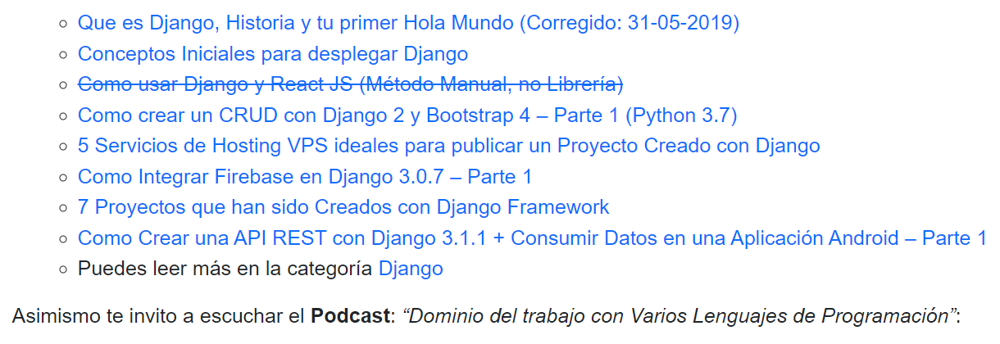 Que es Django, Historia y tu primer Hola Mundo (Corregido: 31-05-2019)
Conceptos Iniciales para desplegar Django
Como usar Django y React JS (Método Manual, no Librería)
Como crear un CRUD con Django 2 y Bootstrap 4 – Parte 1 (Python 3.7)
5 Servicios de Hosting VPS ideales para publicar un Proyecto Creado con Django
Como Integrar Firebase en Django 3.0.7 – Parte 1
7 Proyectos que han sido Creados con Django Framework
Como Crear una API REST con Django 3.1.1 + Consumir Datos en una Aplicación Android – Parte 1
Puedes leer más en la categoría Django
Asimismo te invito a escuchar el Podcast: “Dominio del trabajo con Varios Lenguajes de Programación”: